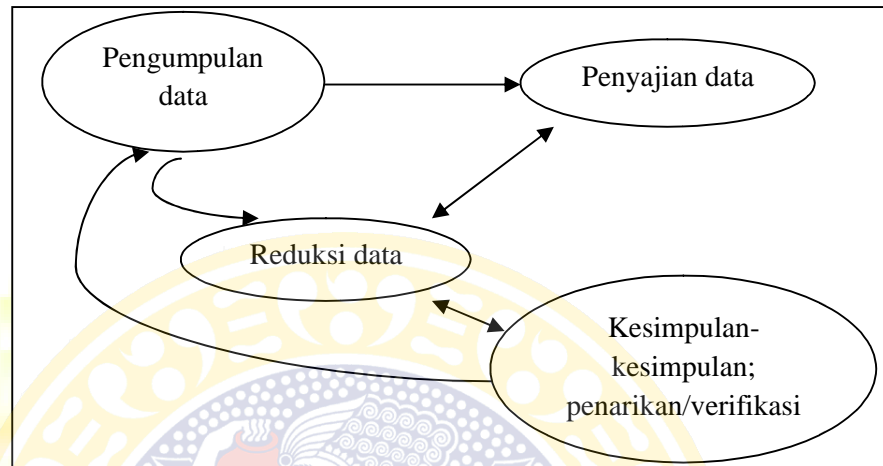 Pengumpulan
data
Penyajian data
Reduksi data
Kesimpulan-
kesimpulan;
penarikan/verifikasi